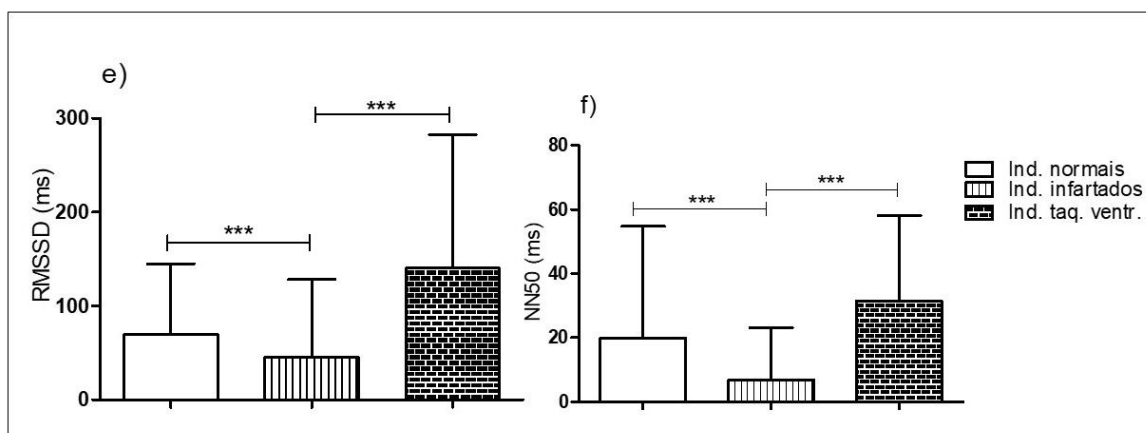 e)
***
***
300
200
100
0
RMSSD (ms)
f)
***
***
80
60
40
20
0
NN50 (ms)
Ind. normais
Ind. infartados
Ind. taq. ventr.